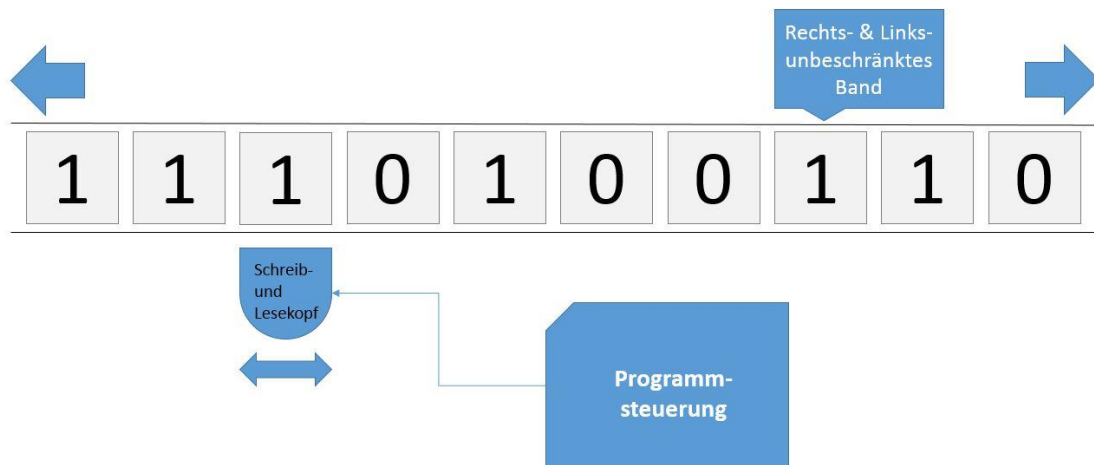 Rechts- & Links-
unbeschränktes
Band
1 1 1 0 1 0 0 1 1 0
Schreib-
und
Lesekopf
Programm-
steuerung